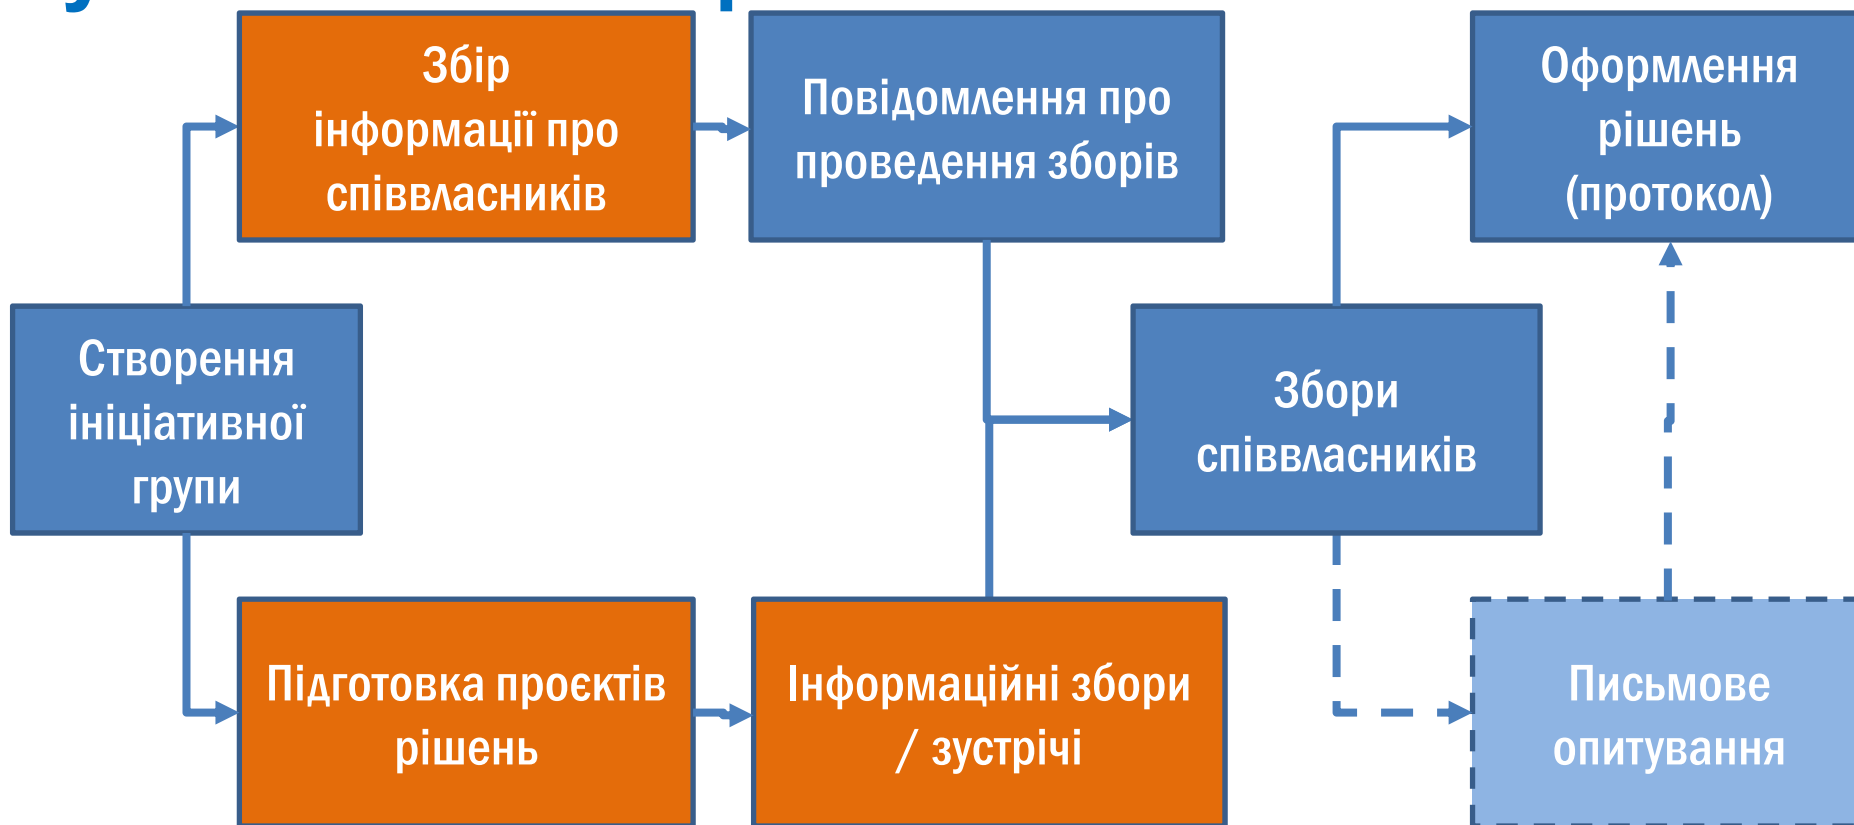 Збір
інформації про
співвласників
Повідомлення про
проведення зборів
Оформлення
рішень
(протокол)
Створення
ініціативної
групи
Збори
співвласників
Підготовка проєктів
рішень
Інформаційні збори
/ зустрічі
Письмове
опитування